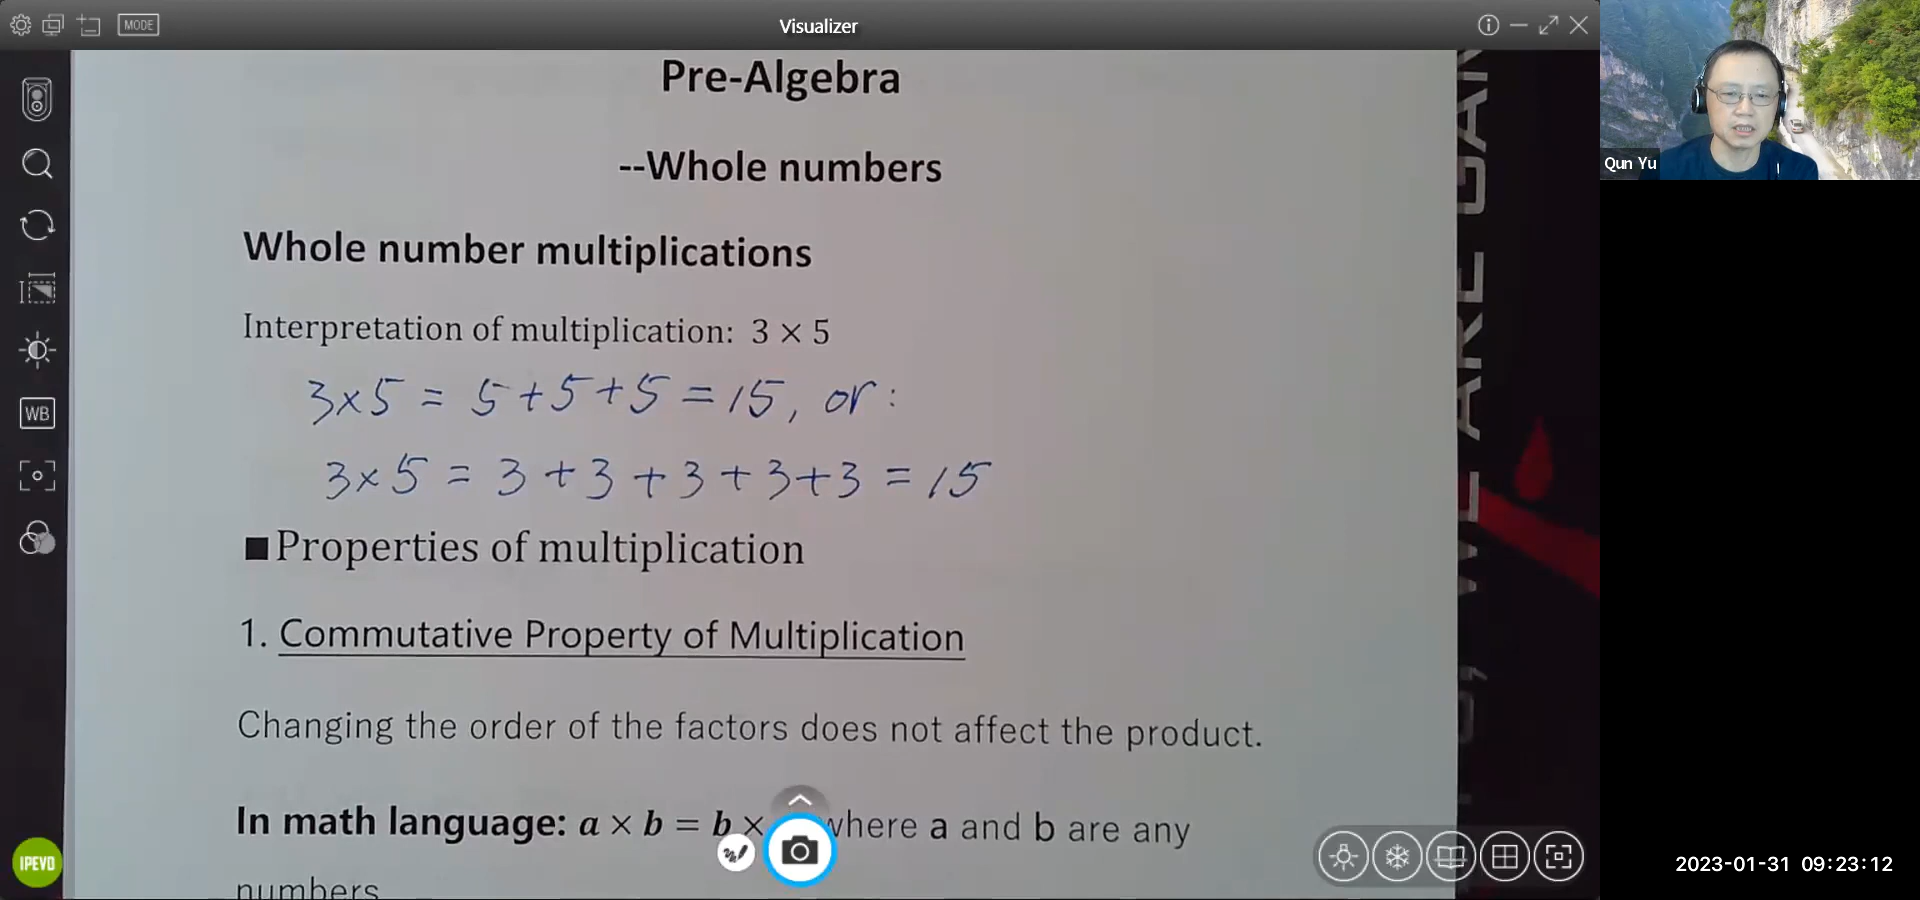 MODE
Visualizer
Pre-Algebra
--Whole numbers
Whole number multiplications
Interpretation of multiplication: 3 × 5
3×5 = 5+5+5 = 15, or:
3×5 = 3+3+3+3+3 = 15
■Properties of multiplication
1. Commutative Property of Multiplication
Changing the order of the factors does not affect the product.
In math language: a × b = b × where a and b are any
numbers
WB
IPEVO
WE ARE
Qun Yu
2023-01-31 09:23:12